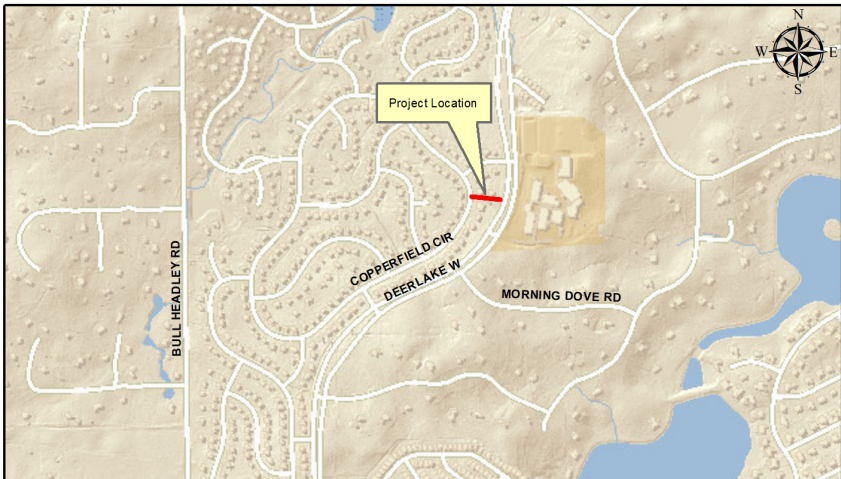 N
W E
S
Project Location
COPPERFIELD CIR
DEERLAKE W
BULL HEADLEY RD
MORNING DOVE RD